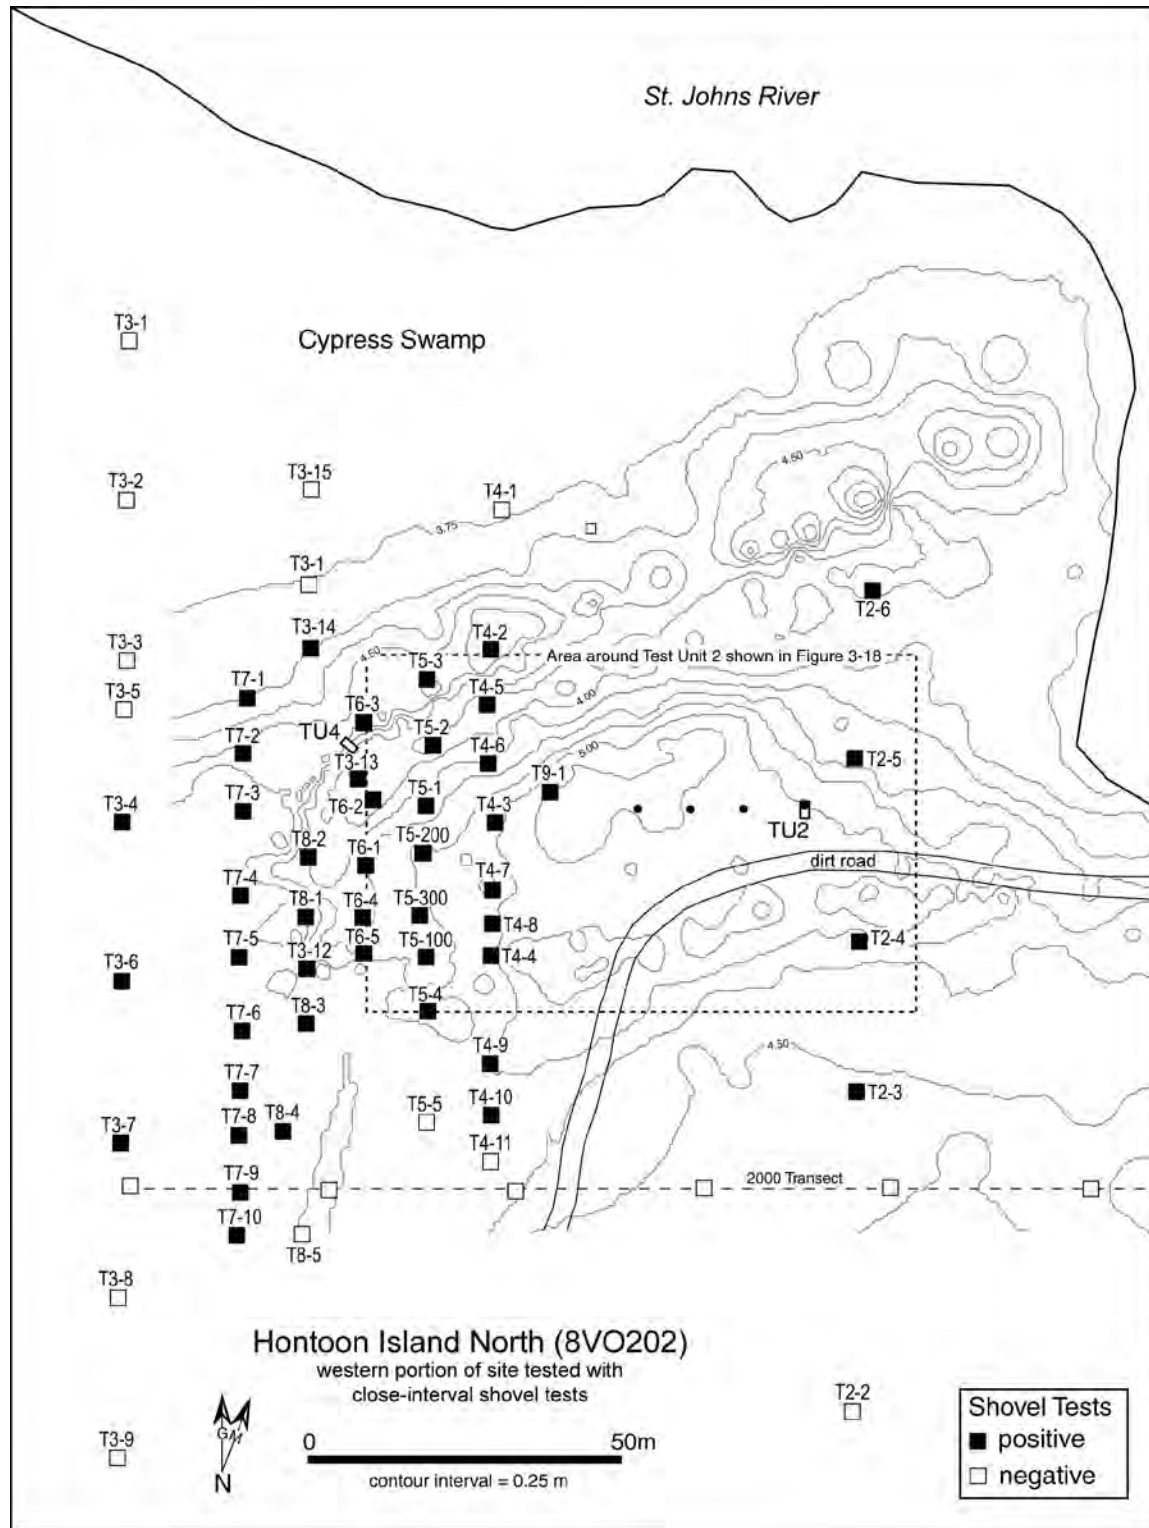 St. Johns River
T3-1
Cypress Swamp
T3-2
T3-15
T4-1
4.50
3.75
T3-1
T3-14
T4-2
T2-6
T3-3
T5-3
Area around Test Unit 2 shown in Figure 3-18
4.50
T7-1
T4-5
T3-5
T6-3
4.00
TU4
T5-2
T7-2
T4-6
5.00
T2-5
T3-13
T9-1
T3-4
T7-3
T6-2
T5-1
T4-3
TU2
T8-2
T6-1
T5-200
dirt road
T7-4
T4-7
T8-1
T6-4
T5-300
T4-8
T7-5
T3-12
T6-5
T5-100
T4-4
T2-4
T3-6
T5-4
T7-6
T8-3
T4-9
4.50
T7-7
T2-3
T5-5
T4-10
T7-8
T8-4
T3-7
T4-11
T7-9
2000 Transect
T7-10
T8-5
T3-8
Hontoon Island North (8VO202)
western portion of site tested with
close-interval shovel tests
T2-2
Shovel Tests
positive
negative
T3-9
G M
N
0 50m
contour interval = 0.25 m